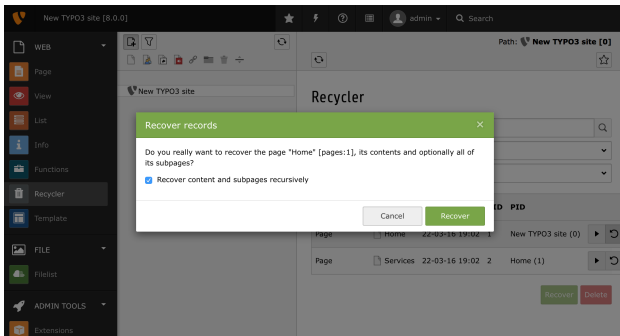 New TYPO3 site [8.0.0]
admin
Search
WEB
Page
View
List
Info
Functions
Recycler
Template
FILE
Filelist
ADMIN TOOLS
Extensions
New TYPO3 site
Path: New TYPO3 site [0]
Recycler
Recover records
×
Do you really want to recover the page "Home" [pages:1], its contents and optionally all of
its subpages?
Recover content and subpages recursively
Cancel Recover
PID
Page Home 22-03-16 19:02 1 New TYPO3 site (0)
Page Services 22-03-16 19:02 2 Home (1)
Recover Delete